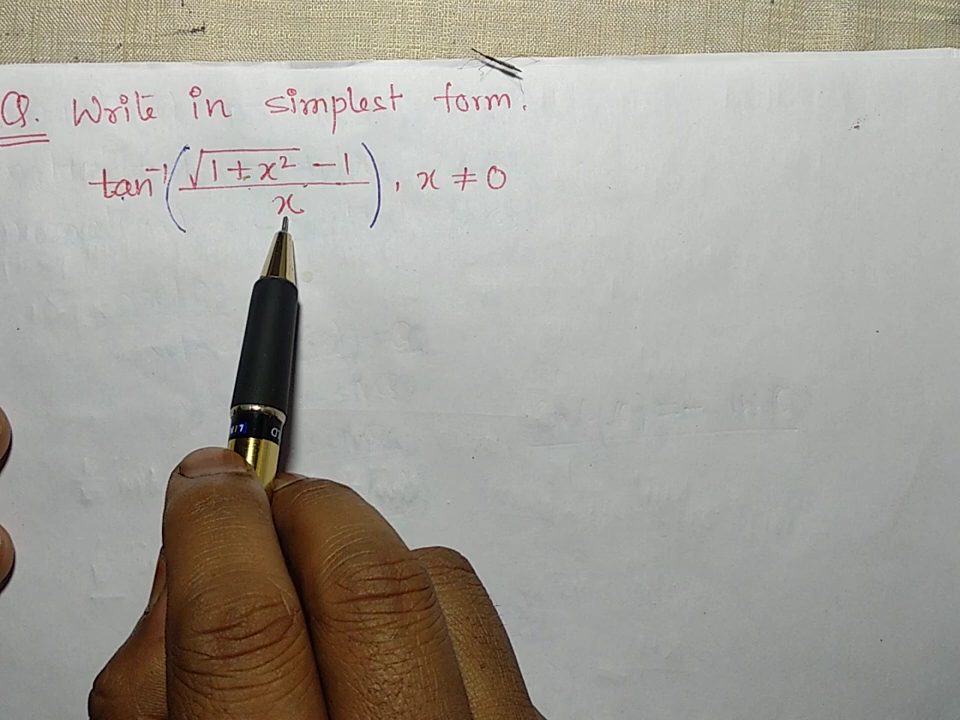 Q. Write in simplest form.
tan⁻¹(√(1+x²) −1 / x), x ≠ 0